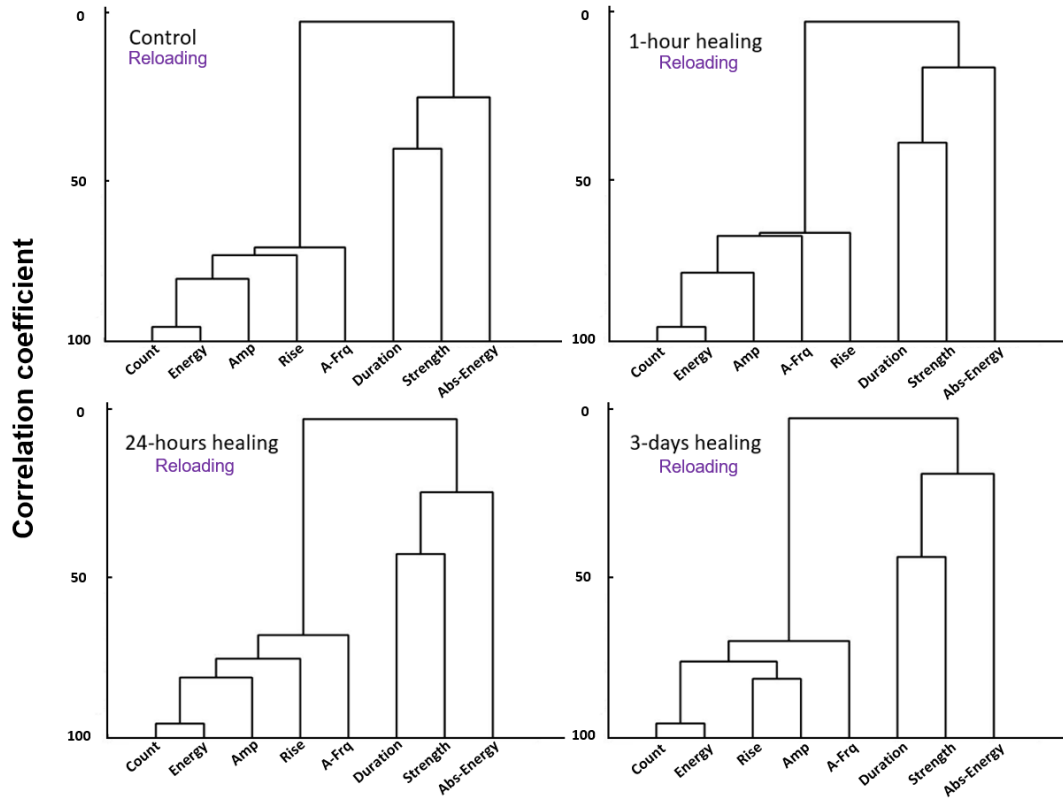 Correlation coefficient
0
50
100
Control
Reloading
Count
Energy
Amp
Rise
A-Frq
Duration
Strength
Abs-Energy
0
50
100
1-hour healing
Reloading
Count
Energy
Amp
A-Frq
Rise
Duration
Strength
Abs-Energy
0
50
100
24-hours healing
Reloading
Count
Energy
Amp
Rise
A-Frq
Duration
Strength
Abs-Energy
0
50
100
3-days healing
Reloading
Count
Energy
Rise
Amp
A-Frq
Duration
Strength
Abs-Energy